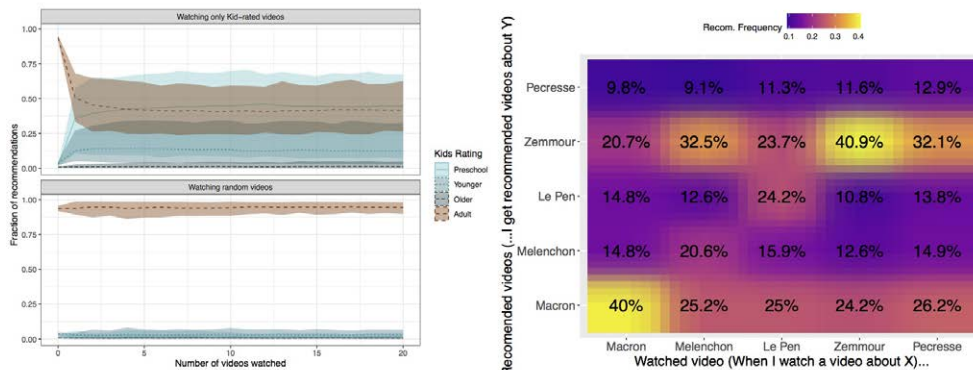 Watching only Kid-rated videos
1.00
0.75
0.50
0.25
0.00
Watching random videos
1.00
0.75
0.50
0.25
0.00
0 5 10 15 20
Number of videos watched
Fraction of recommendations
Kids Rating
Preschool
Younger
Older
Adult
Recom. Frequency
0.1 0.2 0.3 0.4
Recomended videos (...I get recommended videos about Y)
Pecresse 9.8% 9.1% 11.3% 11.6% 12.9%
Zemmour 20.7% 32.5% 23.7% 40.9% 32.1%
Le Pen 14.8% 12.6% 24.2% 10.8% 13.8%
Melenchon 14.8% 20.6% 15.9% 12.6% 14.9%
Macron 40% 25.2% 25% 24.2% 26.2%
Macron Melenchon Le Pen Zemmour Pecresse
Watched video (When I watch a video about X)...